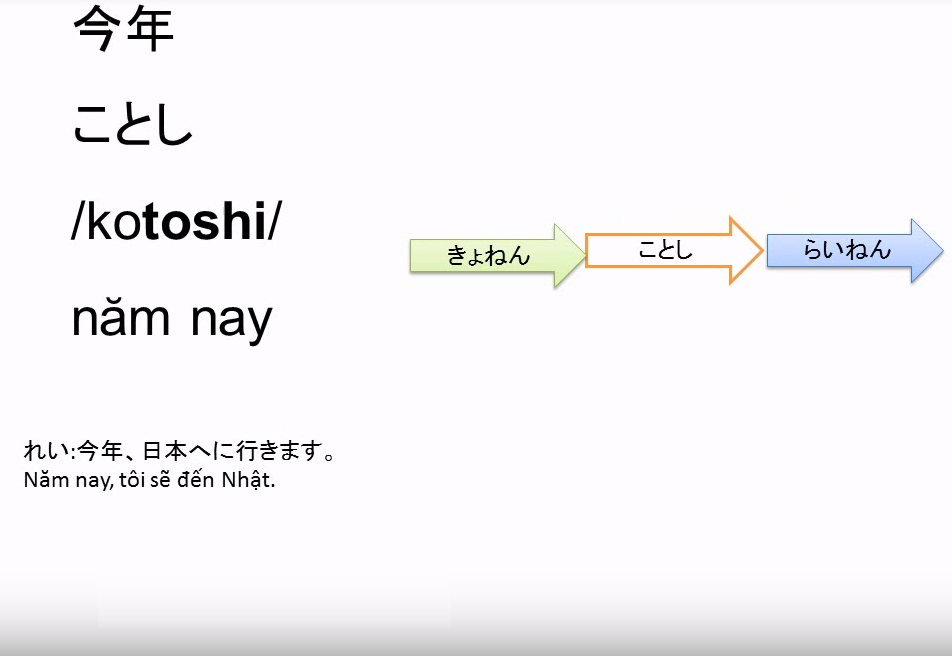 今年
ことし
/kotoshi/
năm nay
きょねん
ことし
らいねん
れい:今年、日本へに行きます。
Năm nay, tôi sẽ đến Nhật.